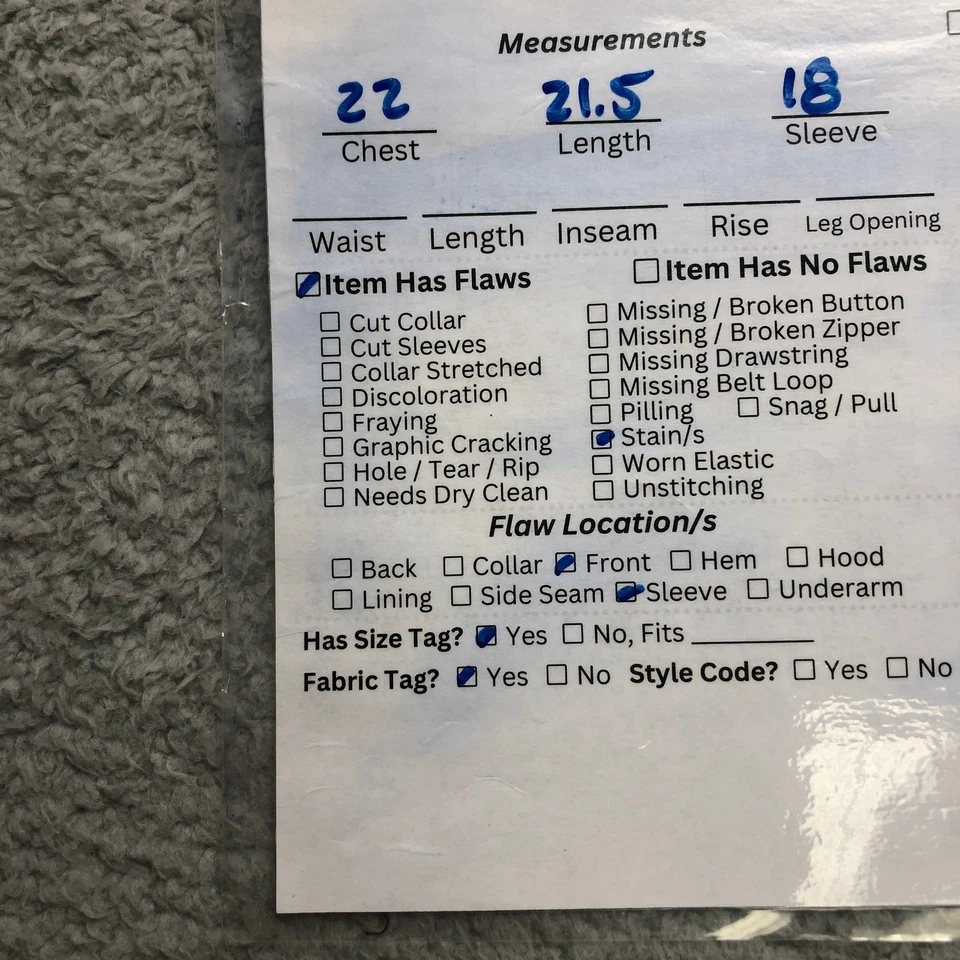 Measurements
22 21.5 18
Chest Length Sleeve
Waist Length Inseam Rise Leg Opening
Item Has Flaws Item Has No Flaws
Cut Collar Missing / Broken Button
Cut Sleeves Missing / Broken Zipper
Collar Stretched Missing Drawstring
Discoloration Missing Belt Loop
Fraying Pilling Snag / Pull
Graphic Cracking Stain/s
Hole / Tear / Rip Worn Elastic
Needs Dry Clean Unstitching
Flaw Location/s
Back Collar Front Hem Hood
Lining Side Seam Sleeve Underarm
Has Size Tag? Yes No, Fits
Fabric Tag? Yes No Style Code? Yes No